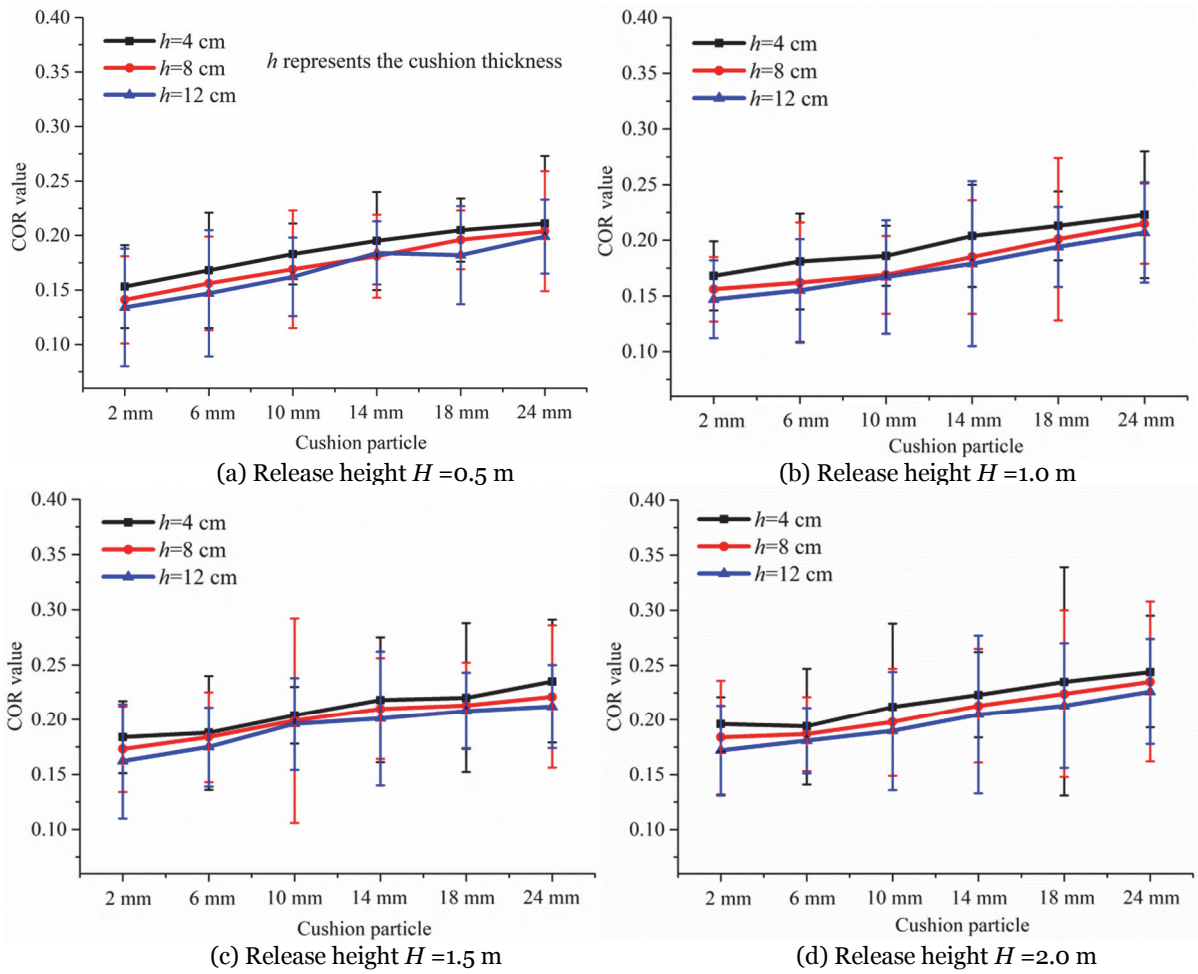 0.40
0.35
0.30
0.25
0.20
0.15
0.10
COR value
h=4 cm
h=8 cm
h=12 cm
h represents the cushion thickness
2 mm 6 mm 10 mm 14 mm 18 mm 24 mm
Cushion particle
(a) Release height H =0.5 m
0.40
0.35
0.30
0.25
0.20
0.15
0.10
COR value
h=4 cm
h=8 cm
h=12 cm
2 mm 6 mm 10 mm 14 mm 18 mm 24 mm
Cushion particle
(b) Release height H =1.0 m
0.40
0.35
0.30
0.25
0.20
0.15
0.10
COR value
h=4 cm
h=8 cm
h=12 cm
2 mm 6 mm 10 mm 14 mm 18 mm 24 mm
Cushion particle
(c) Release height H =1.5 m
0.40
0.35
0.30
0.25
0.20
0.15
0.10
COR value
h=4 cm
h=8 cm
h=12 cm
2 mm 6 mm 10 mm 14 mm 18 mm 24 mm
Cushion particle
(d) Release height H =2.0 m